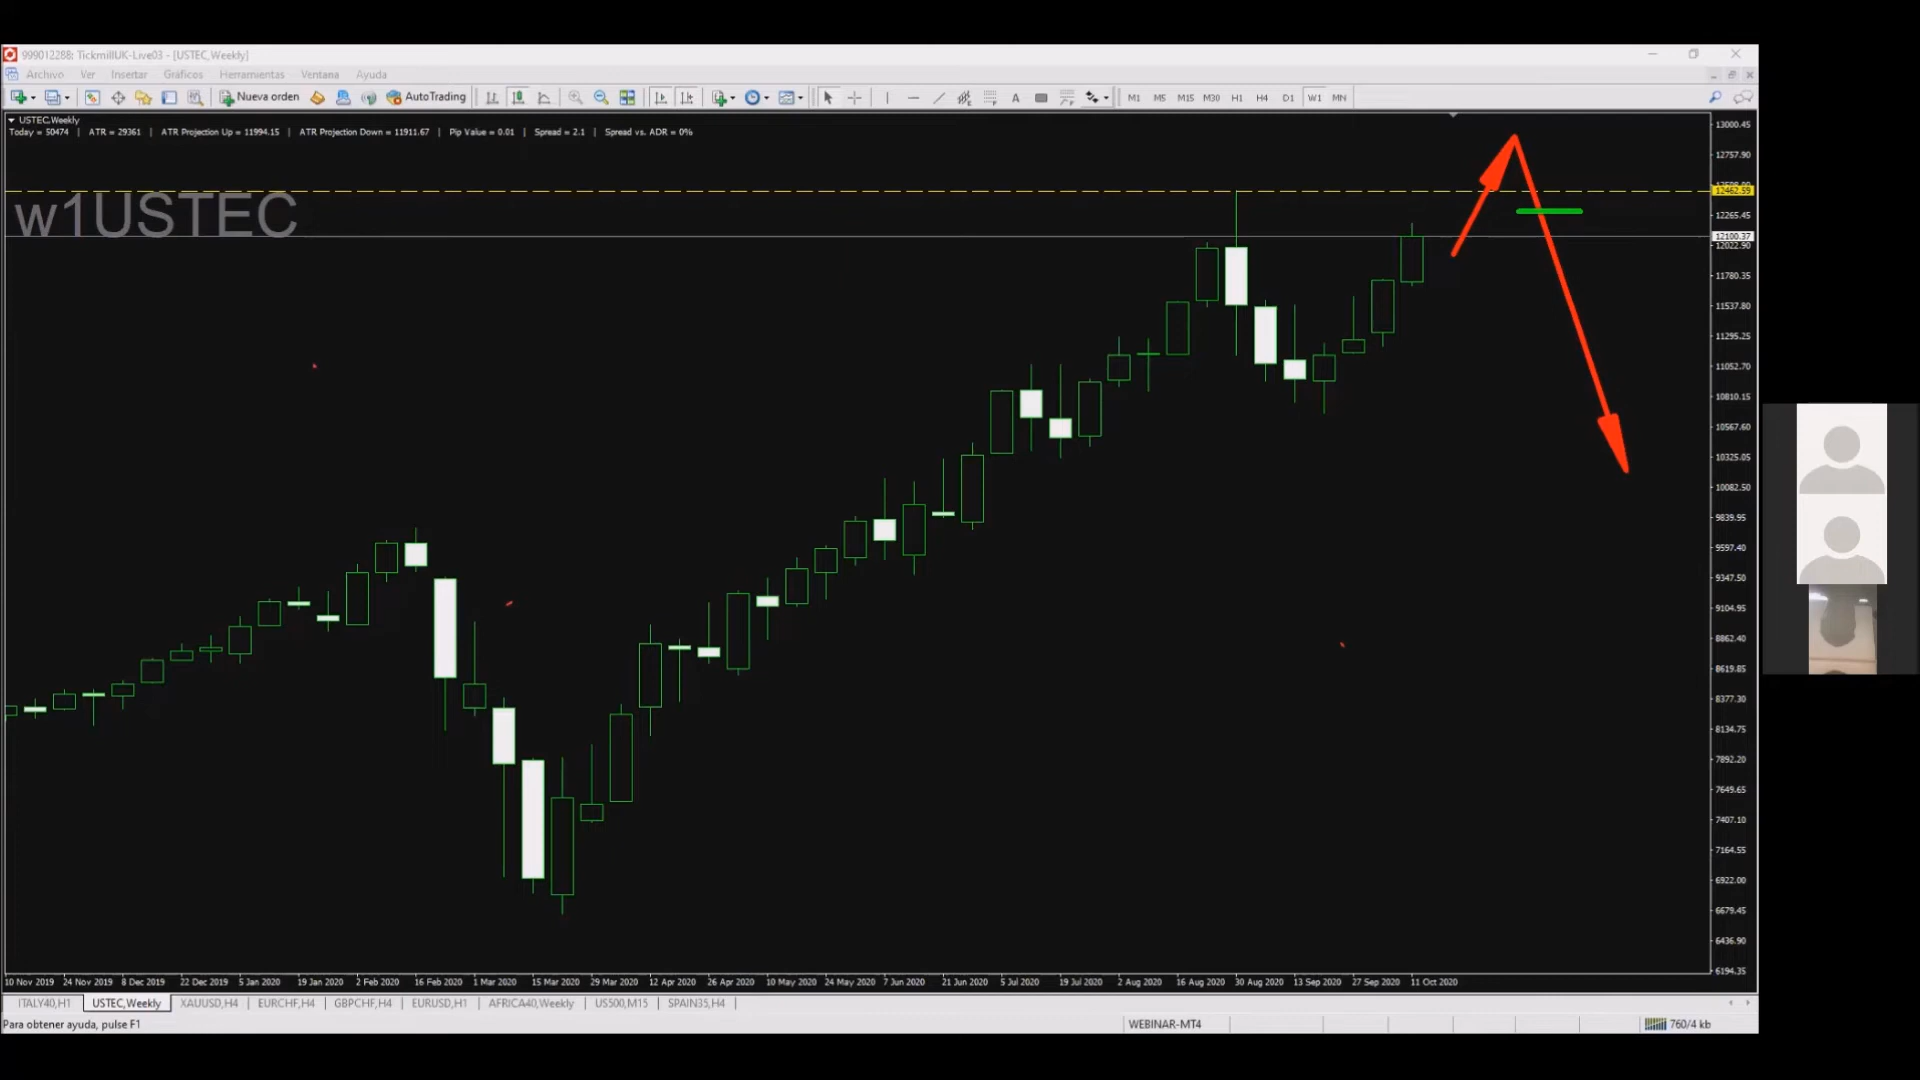 999012288: TickmillUK-Live03 - [USTEC,Weekly]
Archivo Ver Insertar Gráficos Herramientas Ventana Ayuda
Nueva orden AutoTrading A M1 M5 M15 M30 H1 H4 D1 W1 MN
USTEC,Weekly
Today = 50474 | ATR = 29361 | ATR Projection Up = 11994.15 | ATR Projection Down = 11911.67 | Pip Value = 0.01 | Spread = 2.1 | Spread vs. ADR = 0%
w1USTEC
13000.45
12757.90
12462.59
12265.45
12100.37
12022.90
11780.35
11537.80
11295.25
11052.70
10810.15
10567.60
10325.05
10082.50
9839.95
9597.40
9347.50
9104.95
8862.40
8619.85
8377.30
8134.75
7892.20
7649.65
7407.10
7164.55
6922.00
6679.45
6436.90
6194.35
10 Nov 2019 24 Nov 2019 8 Dec 2019 22 Dec 2019 5 Jan 2020 19 Jan 2020 2 Feb 2020 16 Feb 2020 1 Mar 2020 15 Mar 2020 29 Mar 2020 12 Apr 2020 26 Apr 2020 10 May 2020 24 May 2020 7 Jun 2020 21 Jun 2020 5 Jul 2020 19 Jul 2020 2 Aug 2020 16 Aug 2020 30 Aug 2020 13 Sep 2020 27 Sep 2020 11 Oct 2020
ITALY40,H1 USTEC,Weekly XAUUSD,H4 EURCHF,H4 GBPCHF,H4 EURUSD,H1 AFRICA40,Weekly US500,M15 SPAIN35,H4
Para obtener ayuda, pulse F1
WEBINAR-MT4
760/4 kb